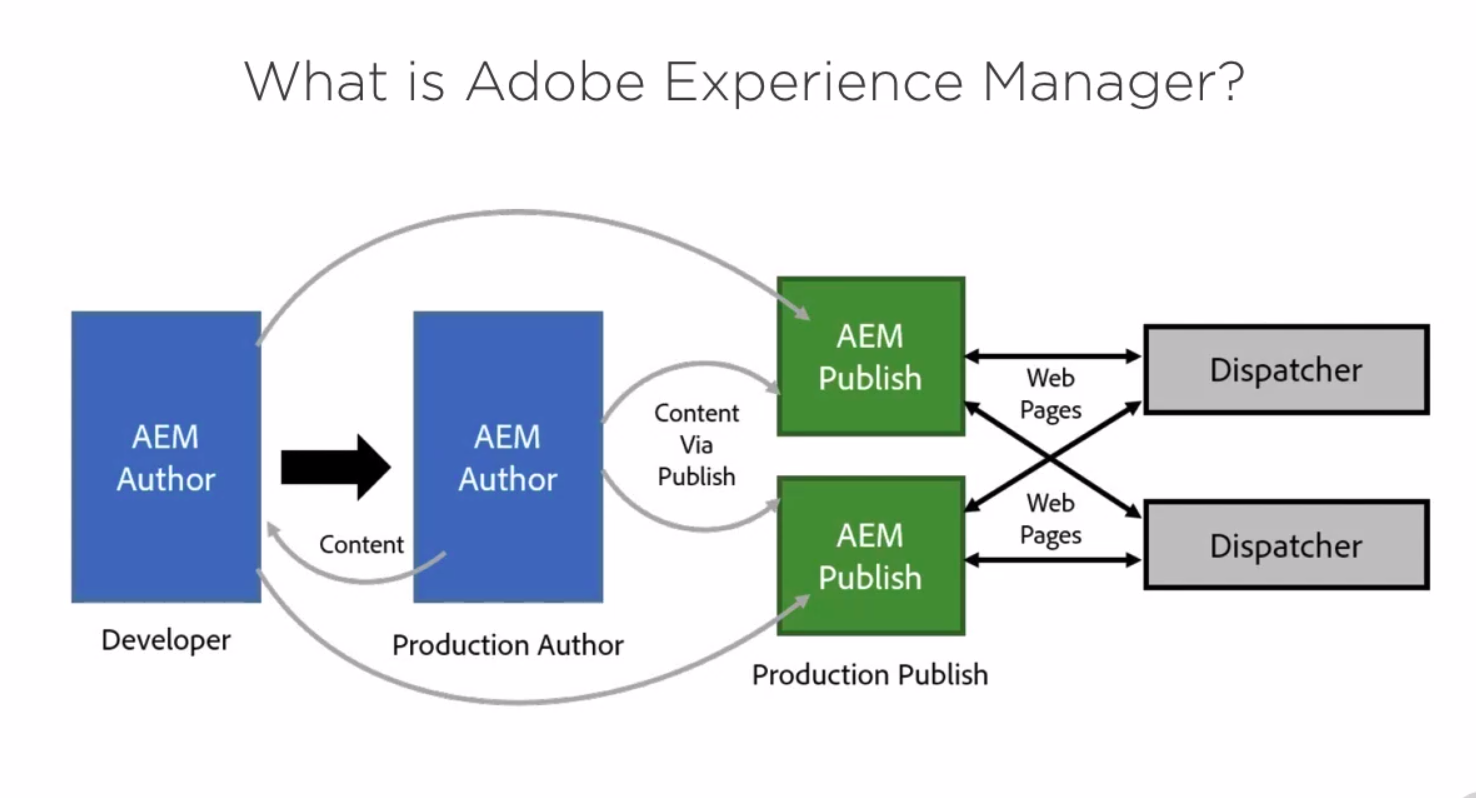 What is Adobe Experience Manager?
AEM
Author
Developer
Content
AEM
Author
Production Author
Content
Via
Publish
AEM
Publish
AEM
Publish
Production Publish
Web
Pages
Web
Pages
Dispatcher
Dispatcher